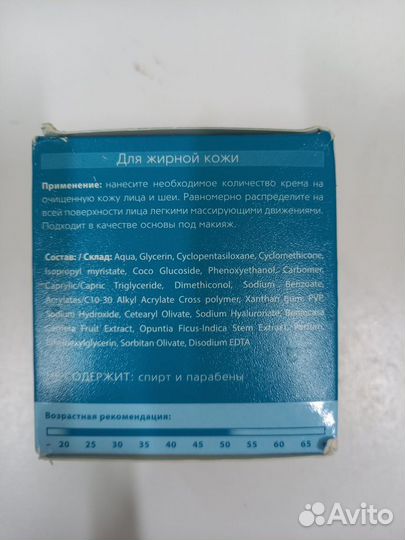 Для жирной кожи
Применение: нанесите необходимое количество крема на
очищенную кожу лица и шеи. Равномерно распределите на
всей поверхности лица легкими массирующими движениями.
Подходит в качестве основы под макияж.
Состав: / Склад: Aqua, Glycerin, Cyclopentasiloxane, Cyclomethicone,
Isopropyl myristate, Coco Glucoside, Phenoxyethanol, Carbomer,
Caprylic/Capric Triglyceride, Dimethiconol, Sodium Benzoate,
Acrylates/C10-30 Alkyl Acrylate Cross polymer, Xanthan Gum, PVP,
Sodium Hydroxide, Cetearyl Olivate, Sodium Hyaluronate,
Fruit Extract, Opuntia Ficus-Indica Stem Extract, Parfum,
Ethylhexylglycerin, Sorbitan Olivate, Disodium EDTA
НЕ СОДЕРЖИТ: спирт и парабены
Возрастная рекомендация:
– 20 25 30 35 40 45 50 55 60 65
Avito